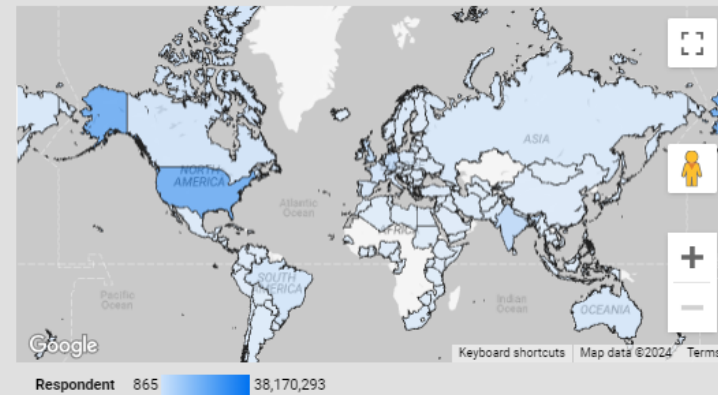 ASIA
NORTH
AMERICA
Atlantic
Ocean
AFRICA
SOUTH
AMERICA
Pacific
Ocean
Indian
Ocean
OCEANIA
Google
Keyboard shortcuts
Map data ©2024
Terms
Respondent 865 38,170,293